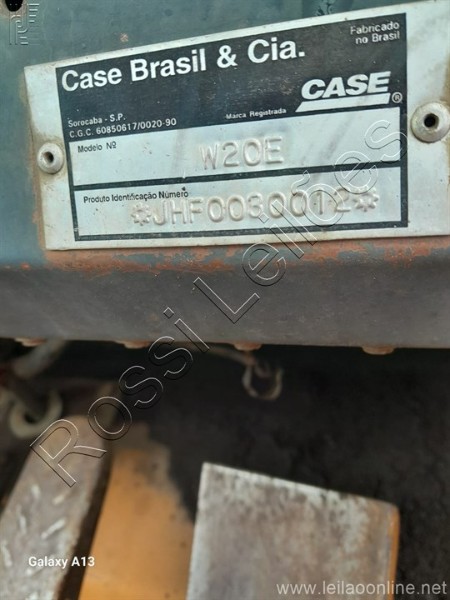 Case Brasil & Cia.
Fabricado
no Brasil
Sorocaba - S.P.
C.G.C. 60850617/0020-90
Marca Registrada
CASE®
Modelo Nº
W20E
Produto Identificação Número
*JHF0030012*
Rossi Leilões
Galaxy A13
www.leilaoonline.net